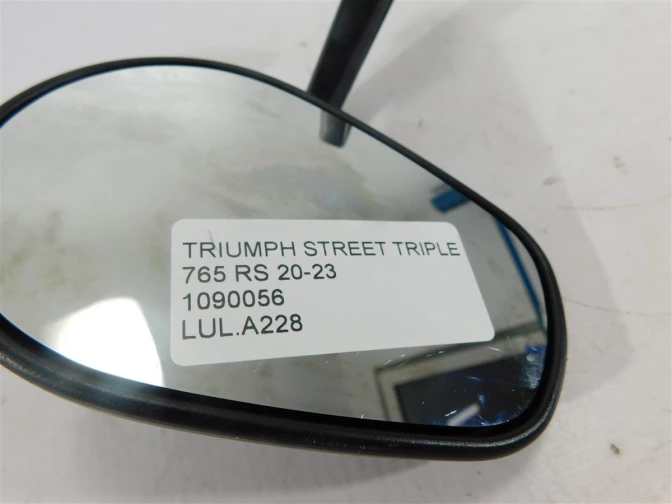 TRIUMPH STREET TRIPLE
765 RS 20-23
1090056
LUL.A228